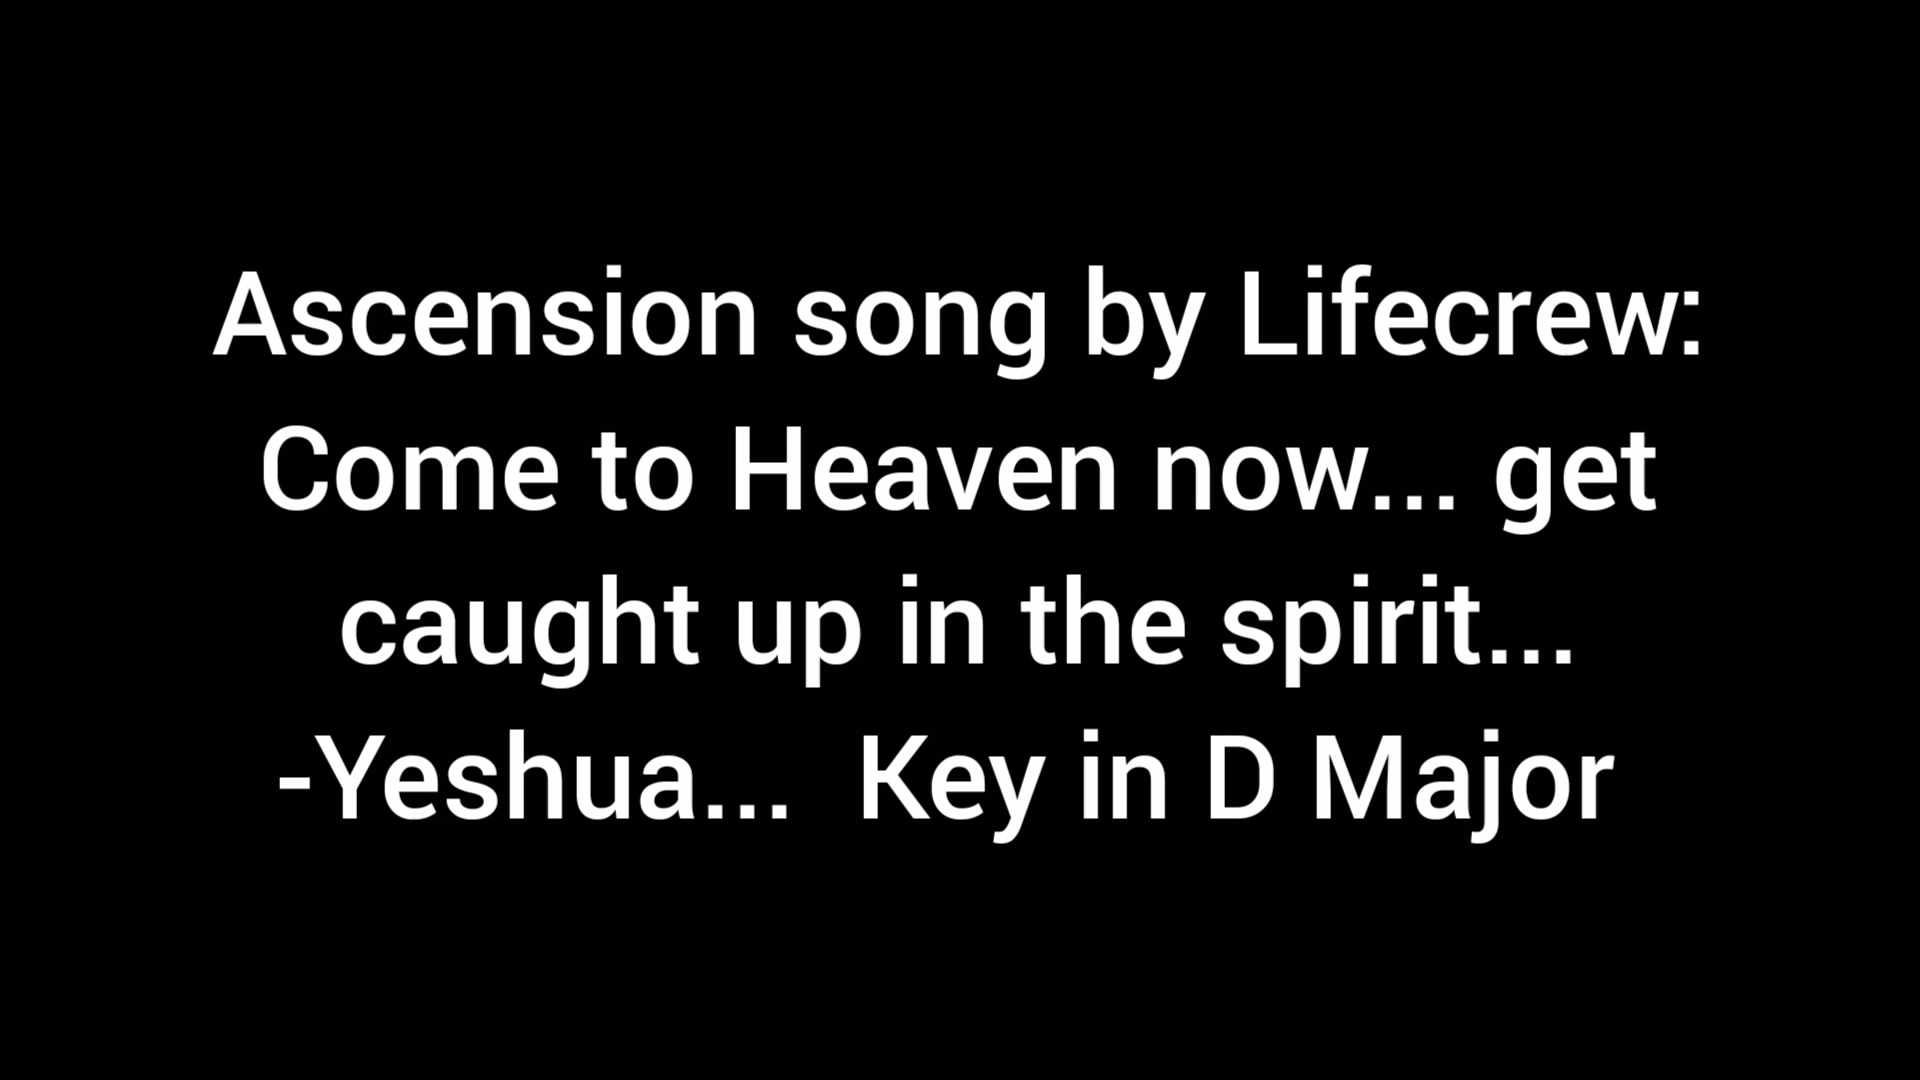 Ascension song by Lifecrew:
Come to Heaven now... get
caught up in the spirit...
-Yeshua...  Key in D Major